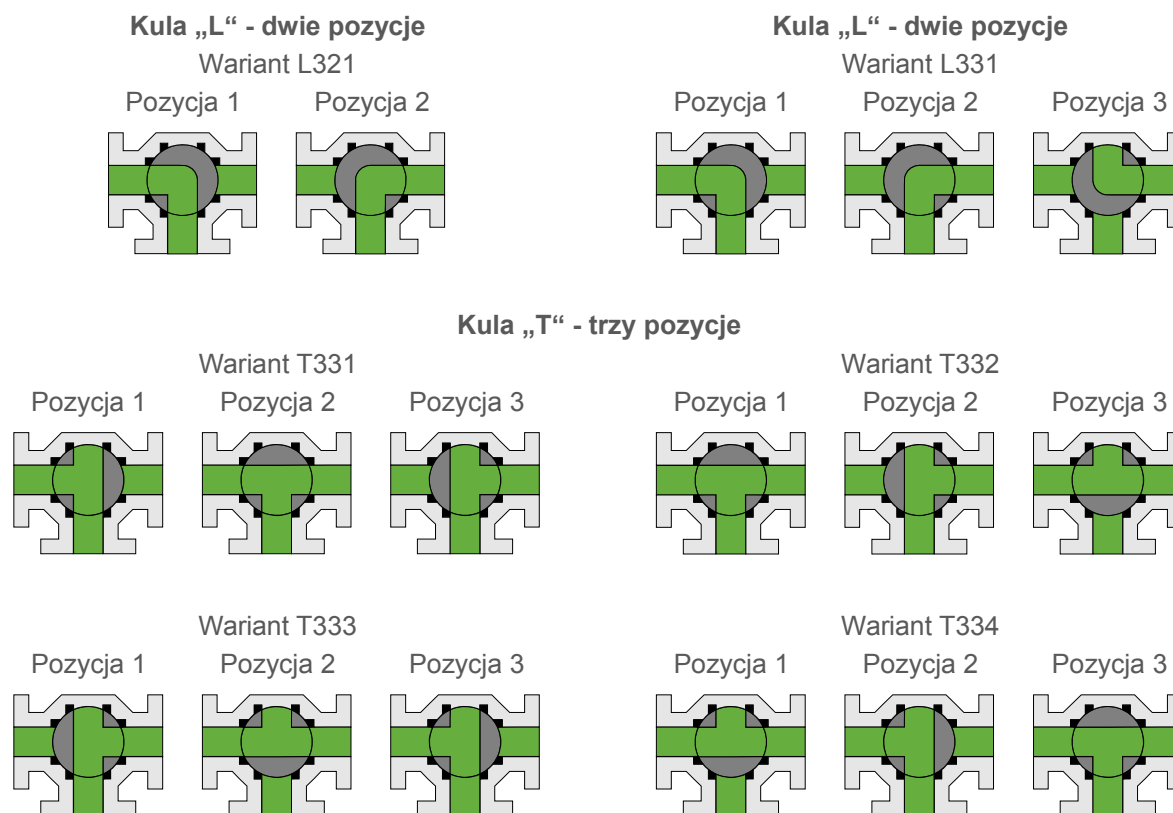 Kula „L“ - dwie pozycje
Wariant L321
Pozycja 1 Pozycja 2
Kula „L“ - dwie pozycje
Wariant L331
Pozycja 1 Pozycja 2 Pozycja 3
Kula „T“ - trzy pozycje
Wariant T331
Pozycja 1 Pozycja 2 Pozycja 3
Wariant T332
Pozycja 1 Pozycja 2 Pozycja 3
Wariant T333
Pozycja 1 Pozycja 2 Pozycja 3
Wariant T334
Pozycja 1 Pozycja 2 Pozycja 3